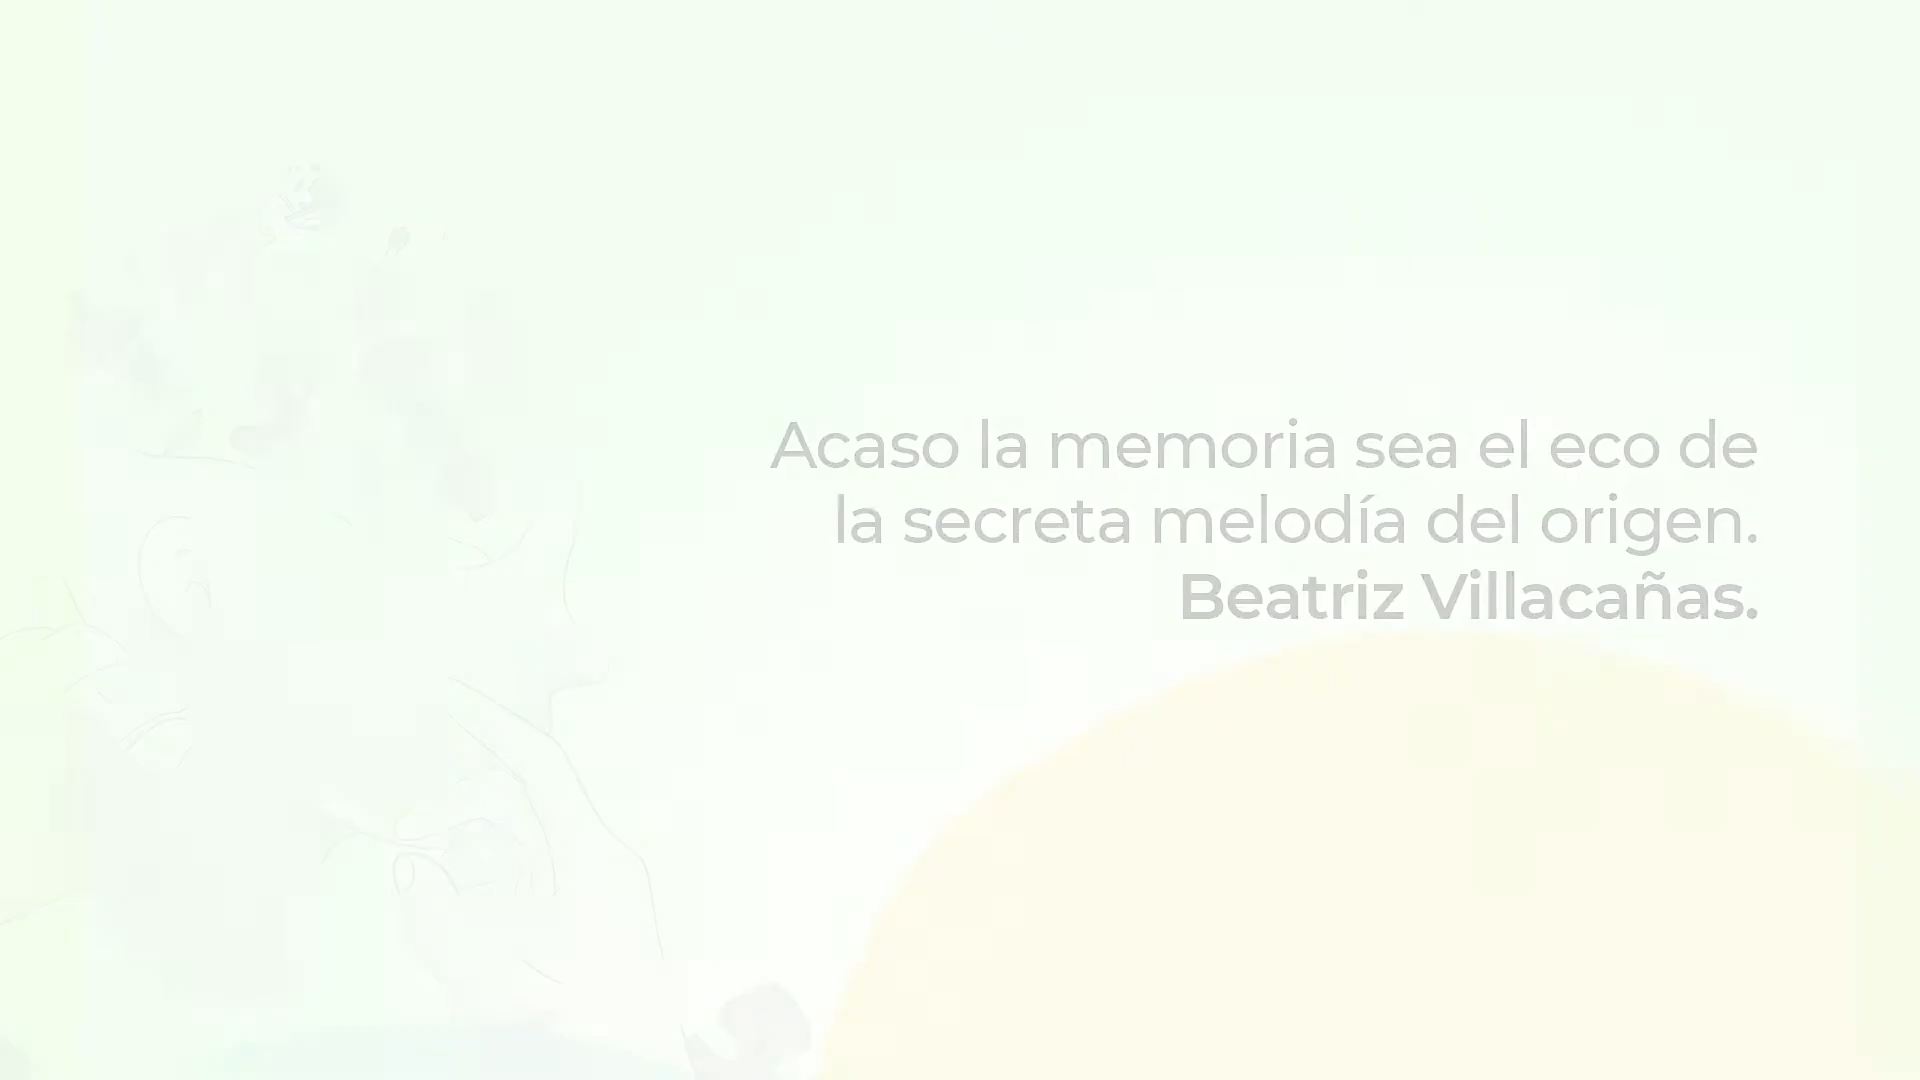 Acaso la memoria sea el eco de
la secreta melodía del origen.
Beatriz Villacañas.